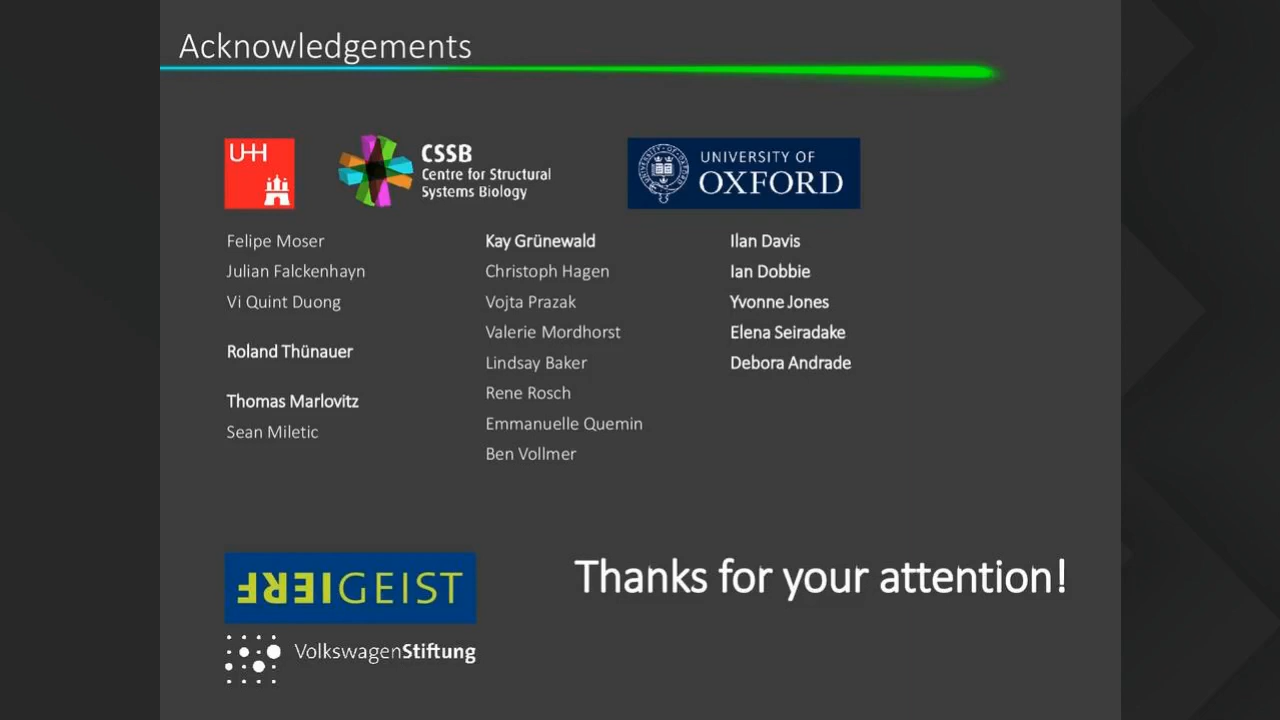 Acknowledgements
UHH
CSSB
Centre for Structural
Systems Biology
UNIVERSITY OF
OXFORD
Felipe Moser
Julian Falckenhayn
Vi Quint Duong
Roland Thünauer
Thomas Marlovitz
Sean Miletic
Kay Grünewald
Christoph Hagen
Vojta Prazak
Valerie Mordhorst
Lindsay Baker
Rene Rosch
Emmanuelle Quemin
Ben Vollmer
Ilan Davis
Ian Dobbie
Yvonne Jones
Elena Seiradake
Debora Andrade
FREIGEIST
VolkswagenStiftung
Thanks for your attention!